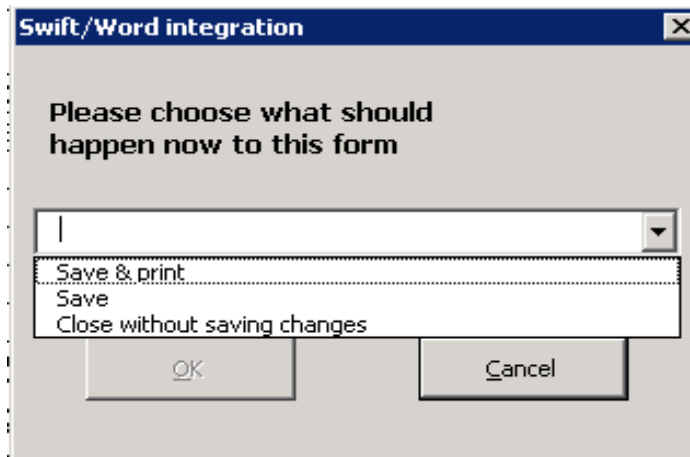 Swift/Word integration
Please choose what should
happen now to this form
Save & print
Save
Close without saving changes
OK
Cancel